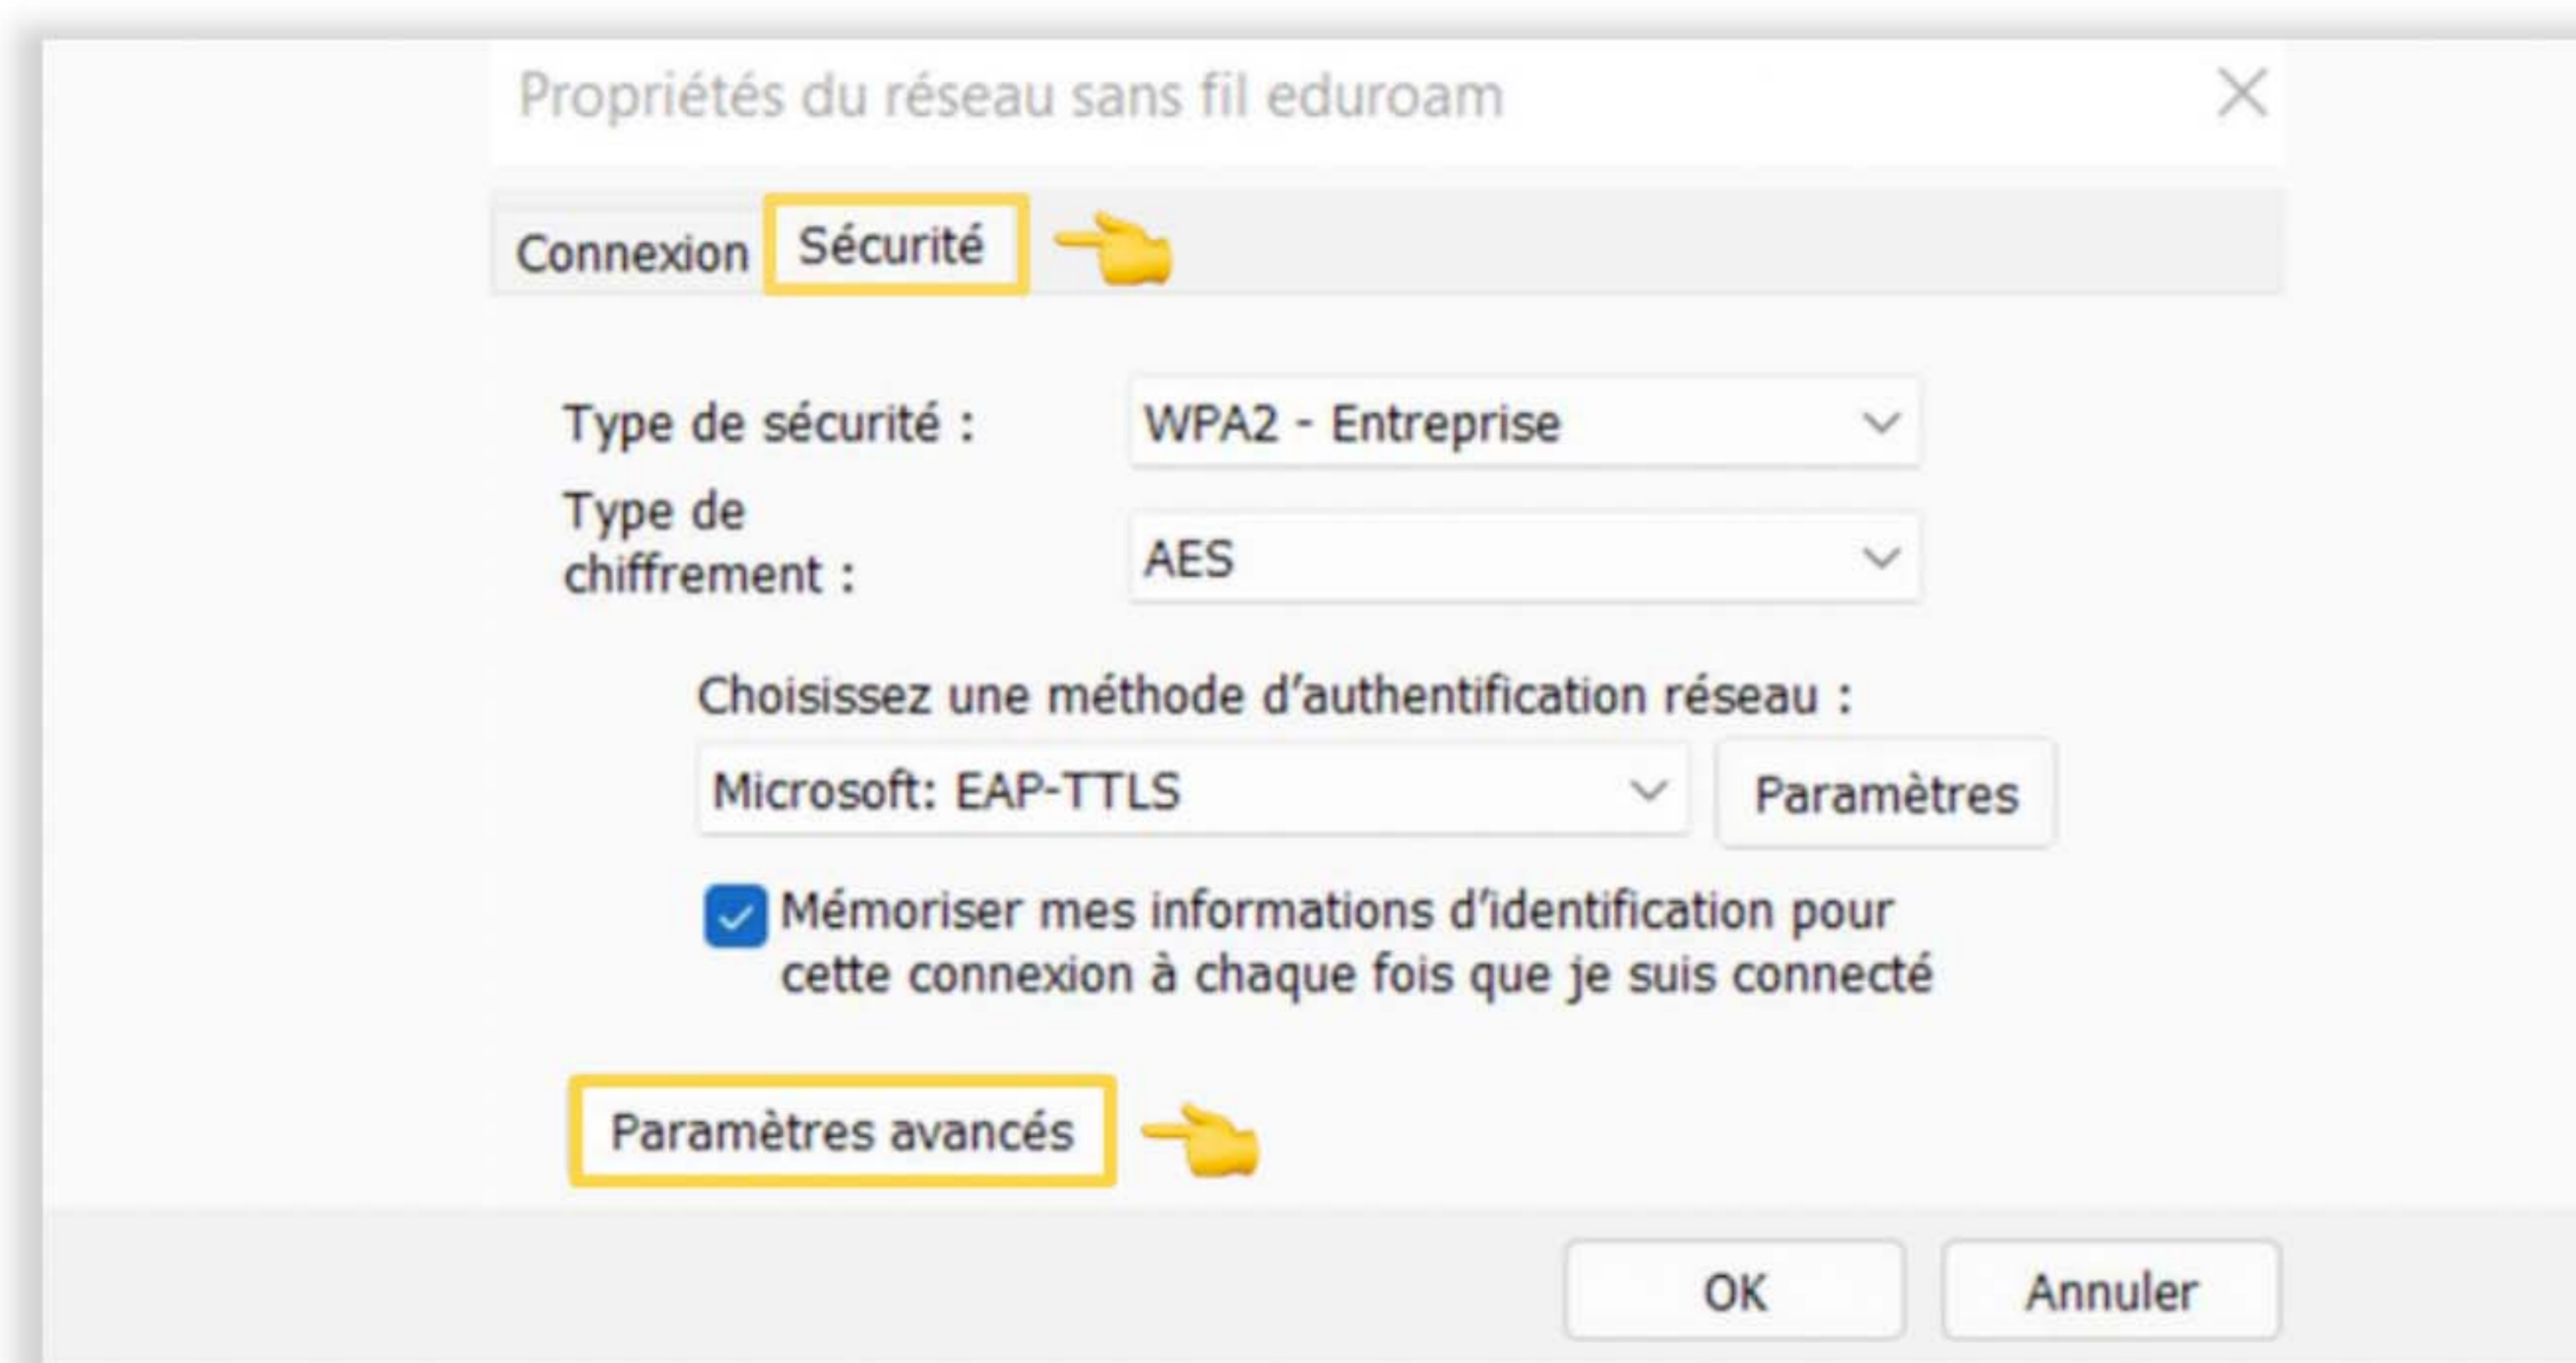 Propriétés du réseau sans fil eduroam
Connexion Sécurité
Type de sécurité : WPA2 - Entreprise
Type de
chiffrement : AES
Choisissez une méthode d'authentification réseau :
Microsoft: EAP-TTLS Paramètres
Mémoriser mes informations d'identification pour
cette connexion à chaque fois que je suis connecté
Paramètres avancés
OK Annuler